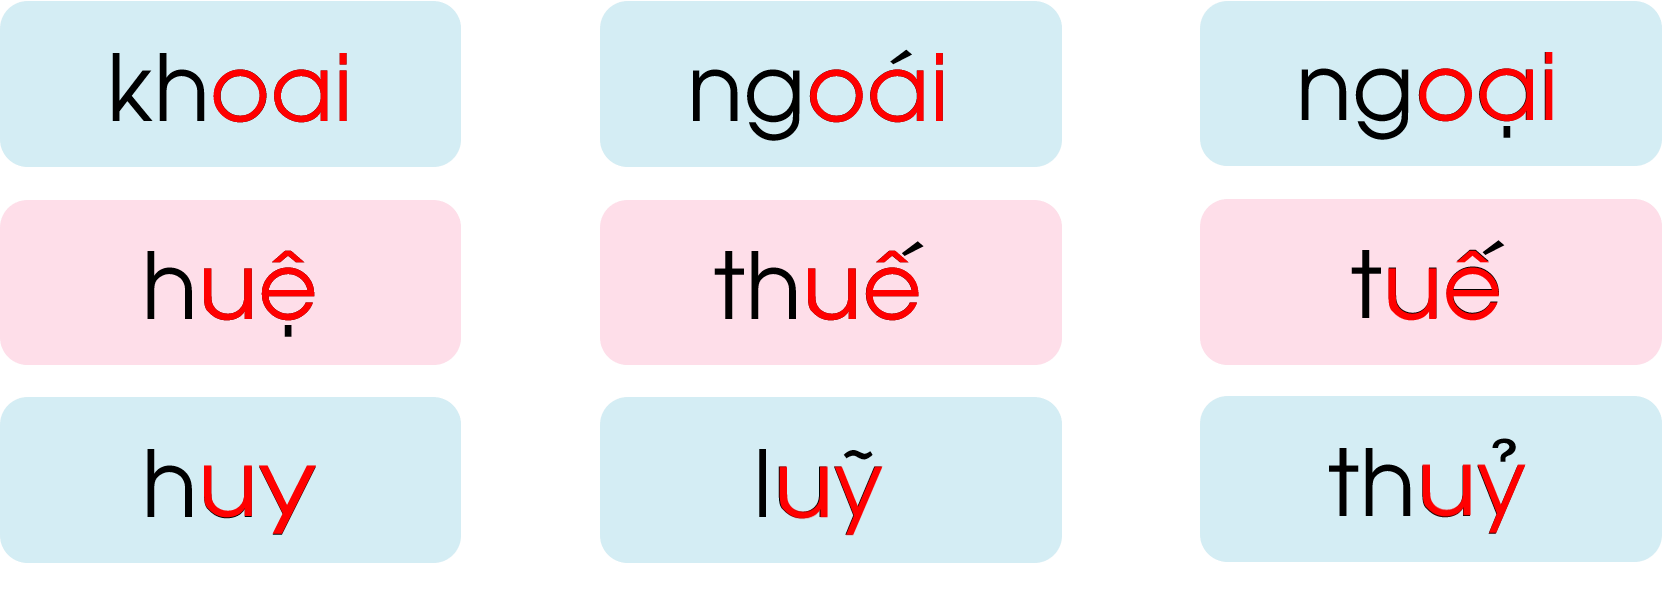 khoai ngoái ngoại
huệ thuế tuế
huy luỹ thuỷ